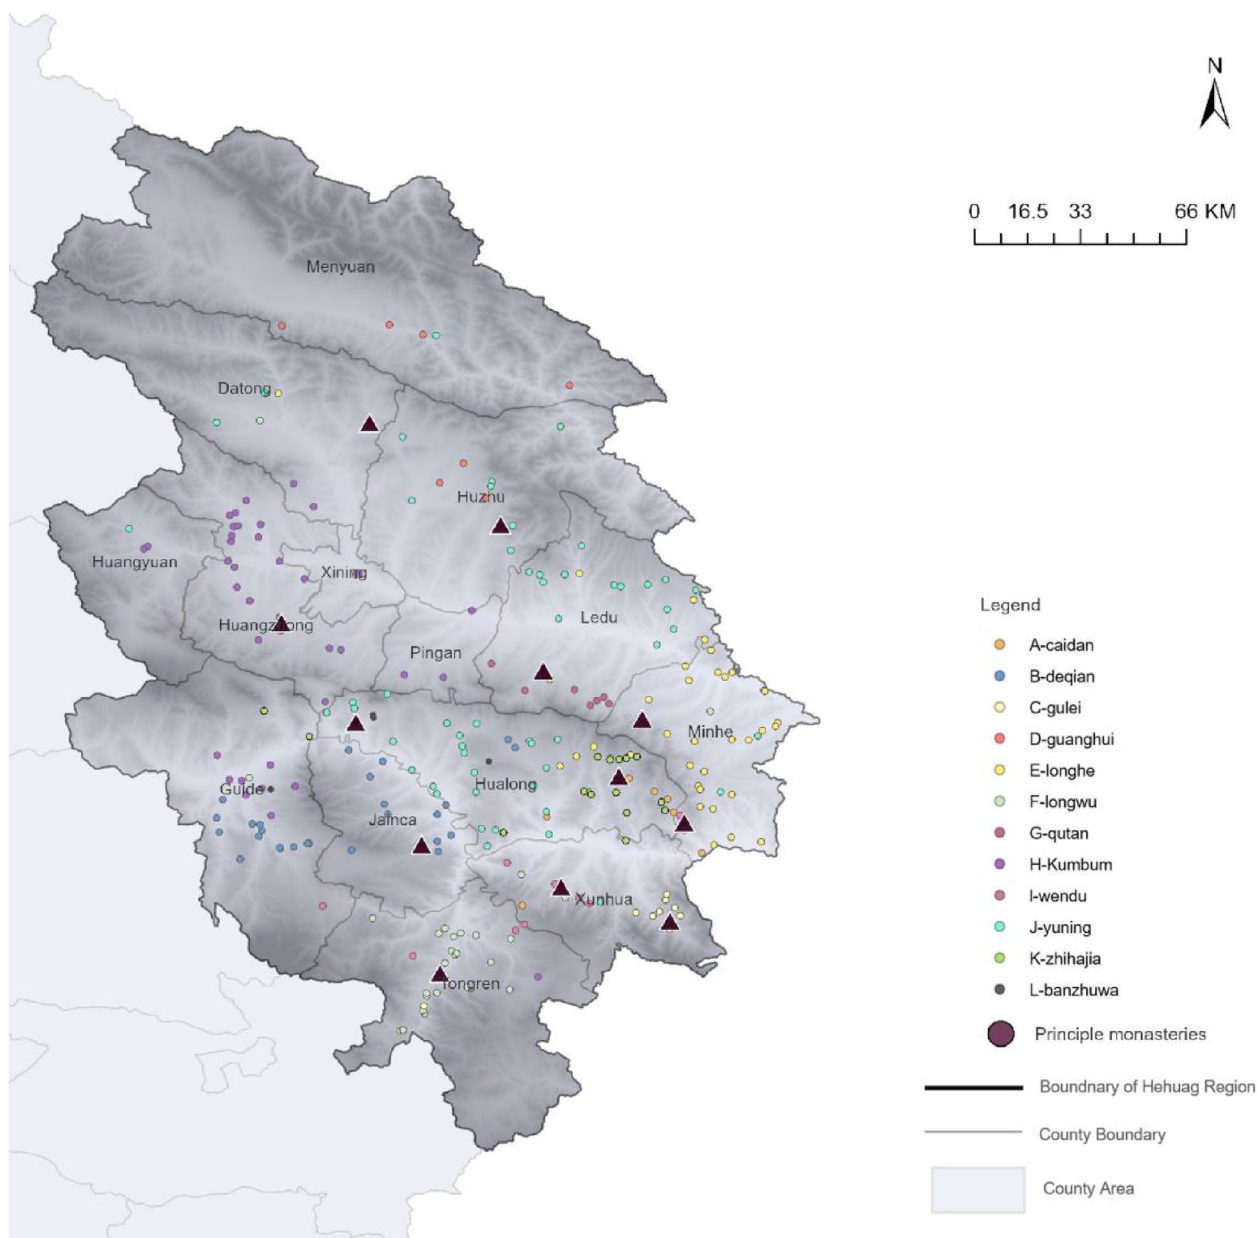 N
0 16.5 33 66 KM
Menyuan
Datong
Huzhu
Huangyuan
Xining
Ledu
Huangzhong
Pingan
Minhe
Guide
Hualong
Jainca
Xunhua
Tongren
Legend
A-caidan
B-deqian
C-gulei
D-guanghui
E-longhe
F-longwu
G-qutan
H-Kumbum
I-wendu
J-yuning
K-zhihajia
L-banzhuwa
Principle monasteries
Boundnary of Hehuag Region
County Boundary
County Area